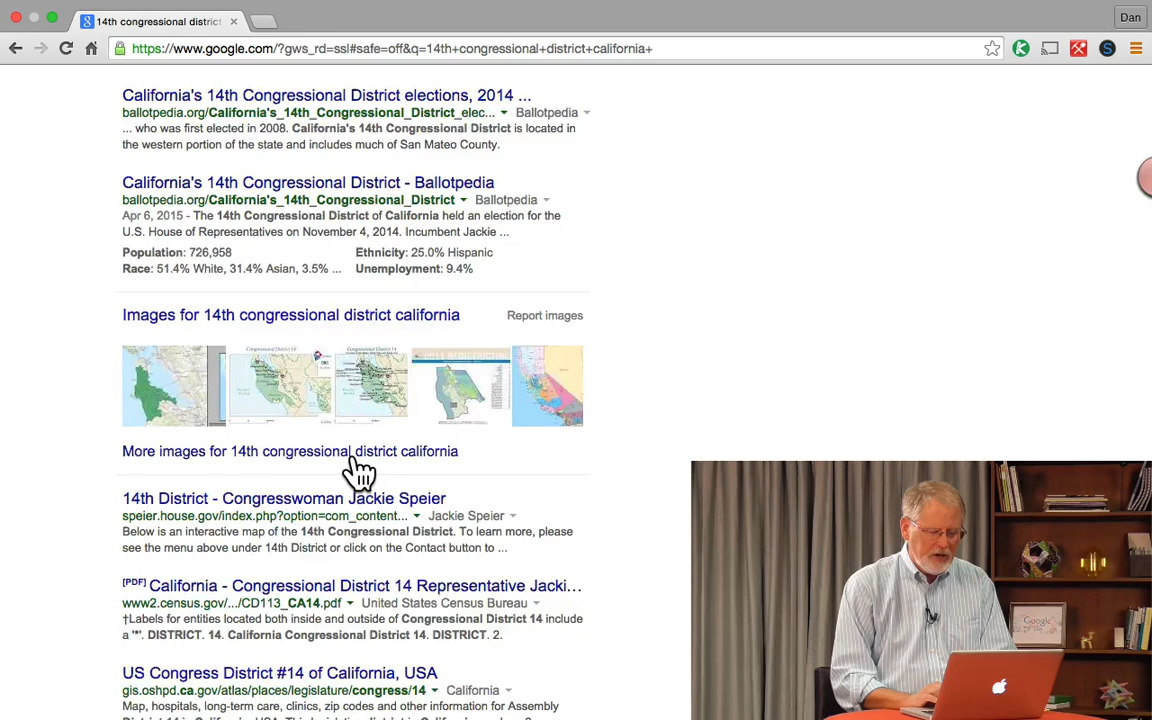 14th congressional district
Dan
https://www.google.com/?gws_rd=ssl#safe=off&q=14th+congressional+district+california+
California's 14th Congressional District elections, 2014 ...
ballotpedia.org/California's_14th_Congressional_District_elec... Ballotpedia
... who was first elected in 2008. California's 14th Congressional District is located in
the western portion of the state and includes much of San Mateo County.
California's 14th Congressional District - Ballotpedia
ballotpedia.org/California's_14th_Congressional_District Ballotpedia
Apr 6, 2015 - The 14th Congressional District of California held an election for the
U.S. House of Representatives on November 4, 2014. Incumbent Jackie ...
Population: 726,958 Ethnicity: 25.0% Hispanic
Race: 51.4% White, 31.4% Asian, 3.5% ... Unemployment: 9.4%
Images for 14th congressional district california Report images
Congressional District 14 Congressional District 14
More images for 14th congressional district california
14th District - Congresswoman Jackie Speier
speier.house.gov/index.php?option=com_content... Jackie Speier
Below is an interactive map of the 14th Congressional District. To learn more, please
see the menu above under 14th District or click on the Contact button to ...
[PDF] California - Congressional District 14 Representative Jacki...
www2.census.gov/.../CD113_CA14.pdf United States Census Bureau
†Labels for entities located both inside and outside of Congressional District 14 include
a '*'. DISTRICT. 14. California Congressional District 14. DISTRICT. 2.
US Congress District #14 of California, USA
gis.oshpd.ca.gov/atlas/places/legislature/congress/14 California
Map, hospitals, long-term care, clinics, zip codes and other information for Assembly
Google